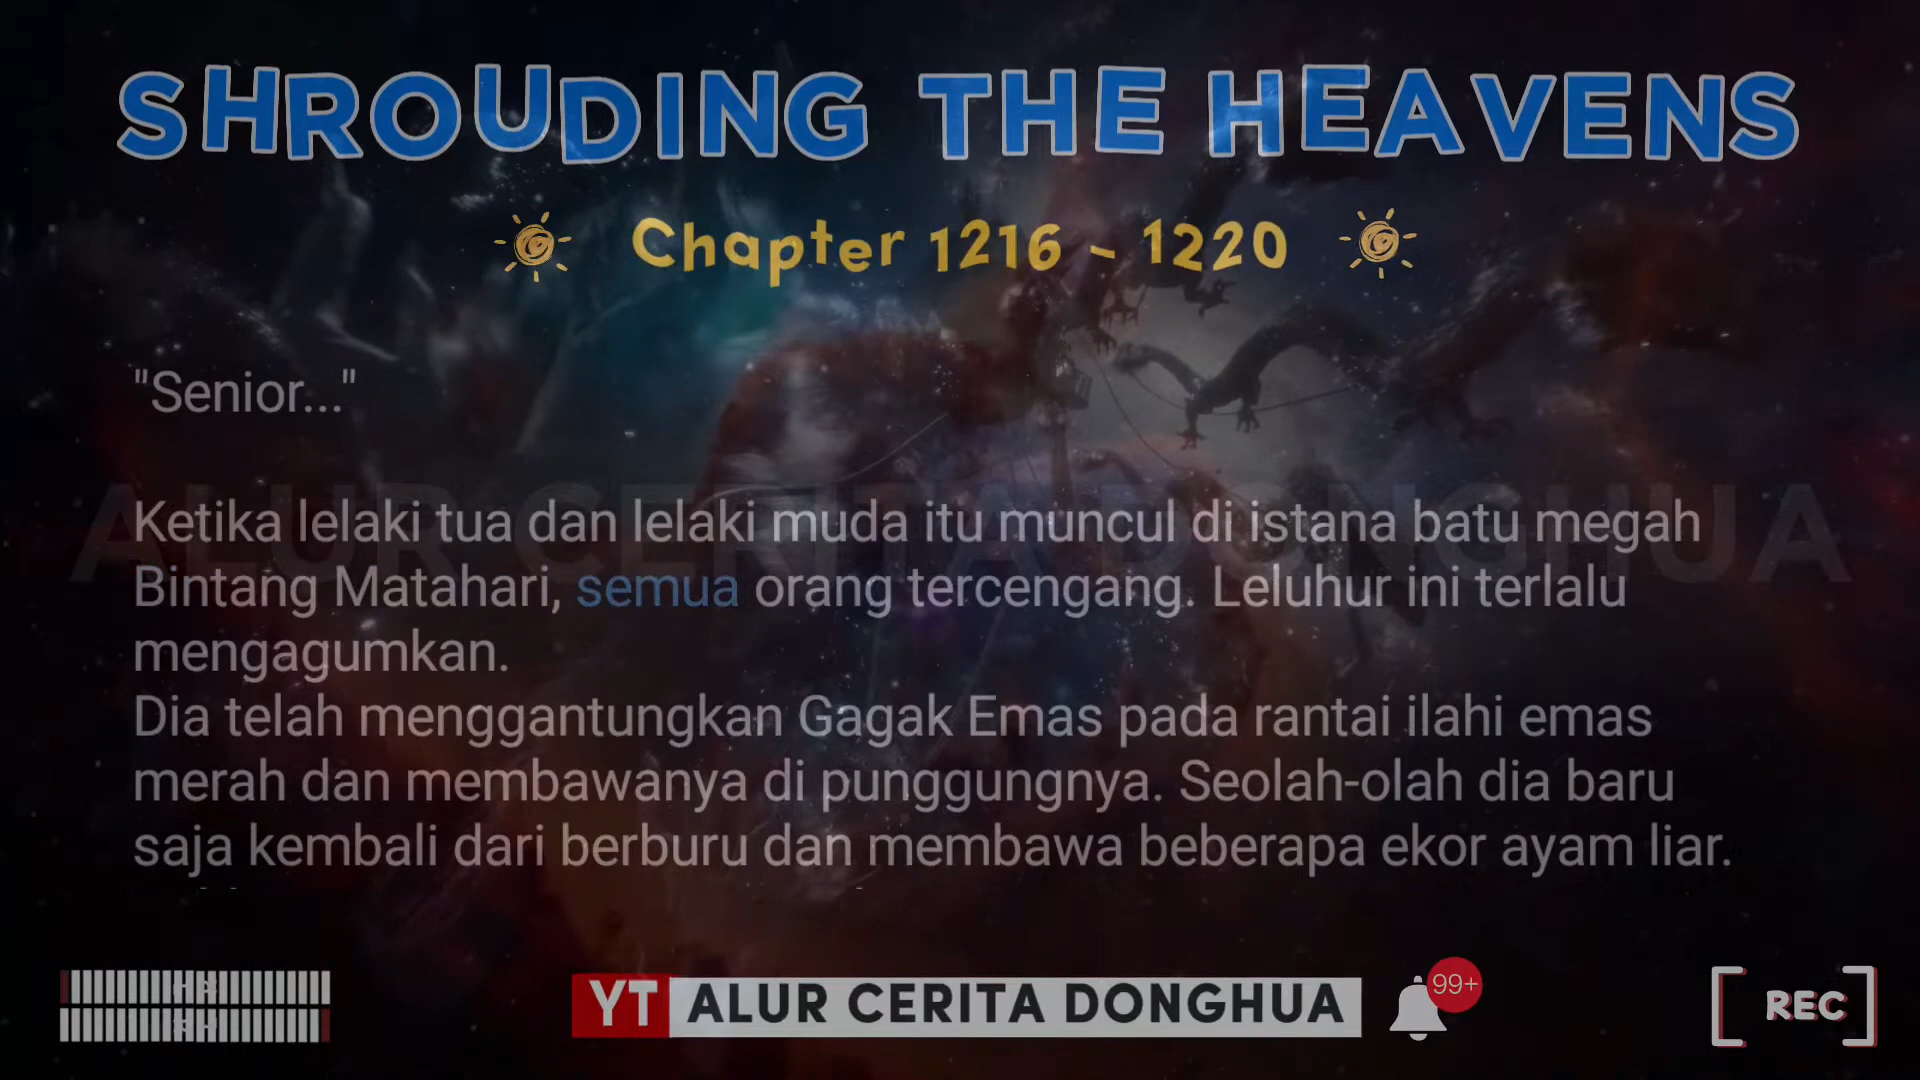 SHROUDING THE HEAVENS
Chapter 1216 - 1220
"Senior..."
Ketika lelaki tua dan lelaki muda itu muncul di istana batu megah
Bintang Matahari, semua orang tercengang. Leluhur ini terlalu
mengagumkan.
Dia telah menggantungkan Gagak Emas pada rantai ilahi emas
merah dan membawanya di punggungnya. Seolah-olah dia baru
saja kembali dari berburu dan membawa beberapa ekor ayam liar.
ALUR CERITA DONGHUA
YT ALUR CERITA DONGHUA
99+
REC